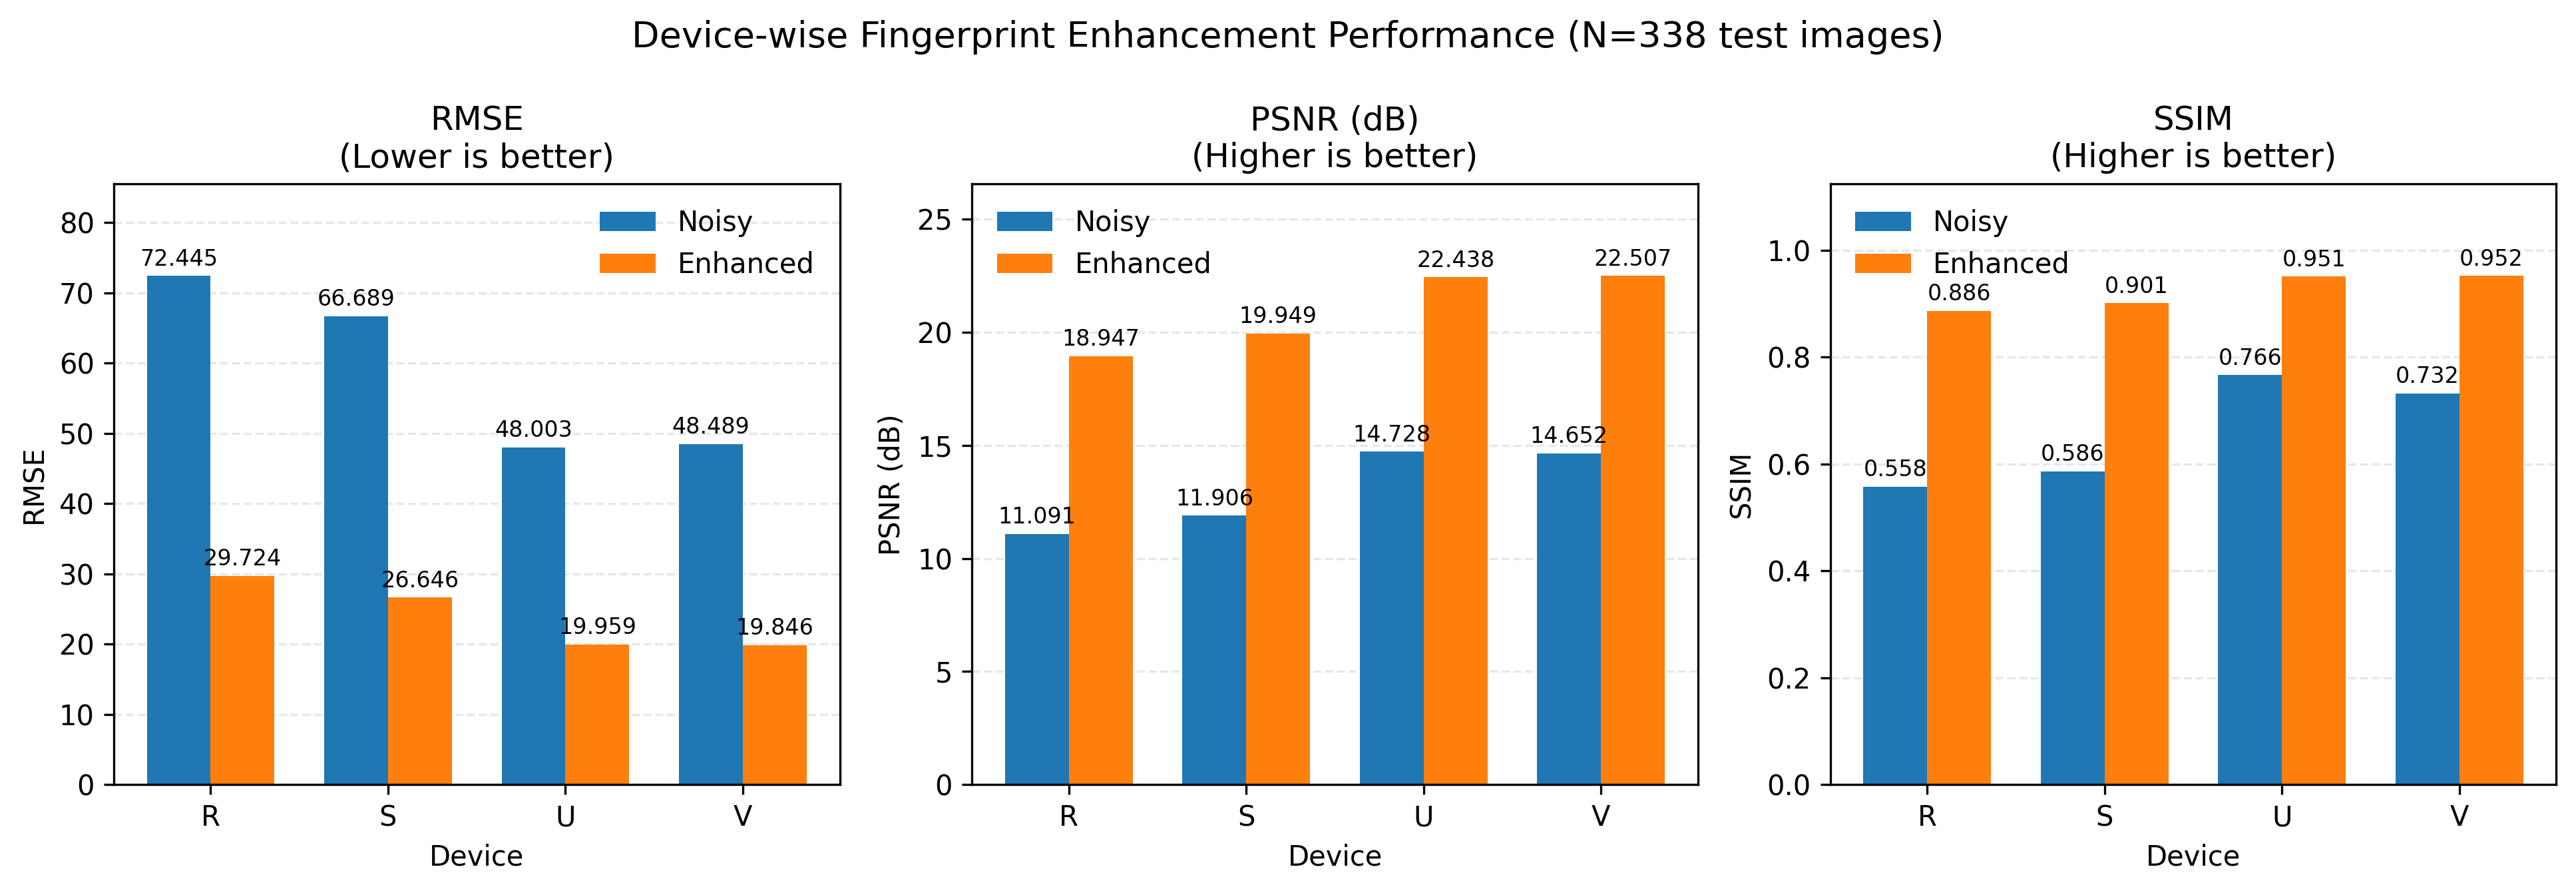 Device-wise Fingerprint Enhancement Performance (N=338 test images)
RMSE
(Lower is better)
Noisy
Enhanced
80
70
60
50
40
30
20
10
0
RMSE
72.445
29.724
66.689
26.646
48.003
19.959
48.489
19.846
R S U V
Device
PSNR (dB)
(Higher is better)
Noisy
Enhanced
25
20
15
10
5
0
PSNR (dB)
11.091
18.947
11.906
19.949
14.728
22.438
14.652
22.507
R S U V
Device
SSIM
(Higher is better)
Noisy
Enhanced
1.0
0.8
0.6
0.4
0.2
0.0
SSIM
0.558
0.886
0.586
0.901
0.766
0.951
0.732
0.952
R S U V
Device